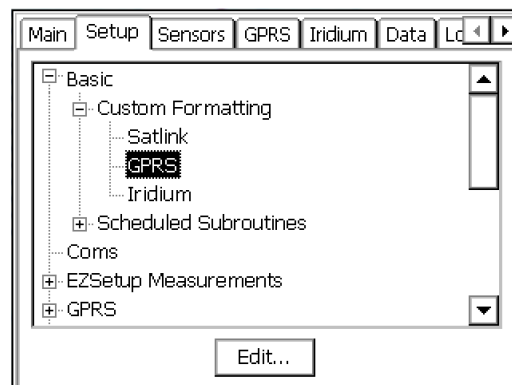 Main Setup Sensors GPRS Iridium Data
Basic
Custom Formatting
Satlink
GPRS
Iridium
Scheduled Subroutines
Coms
EZSetup Measurements
GPRS
Edit...